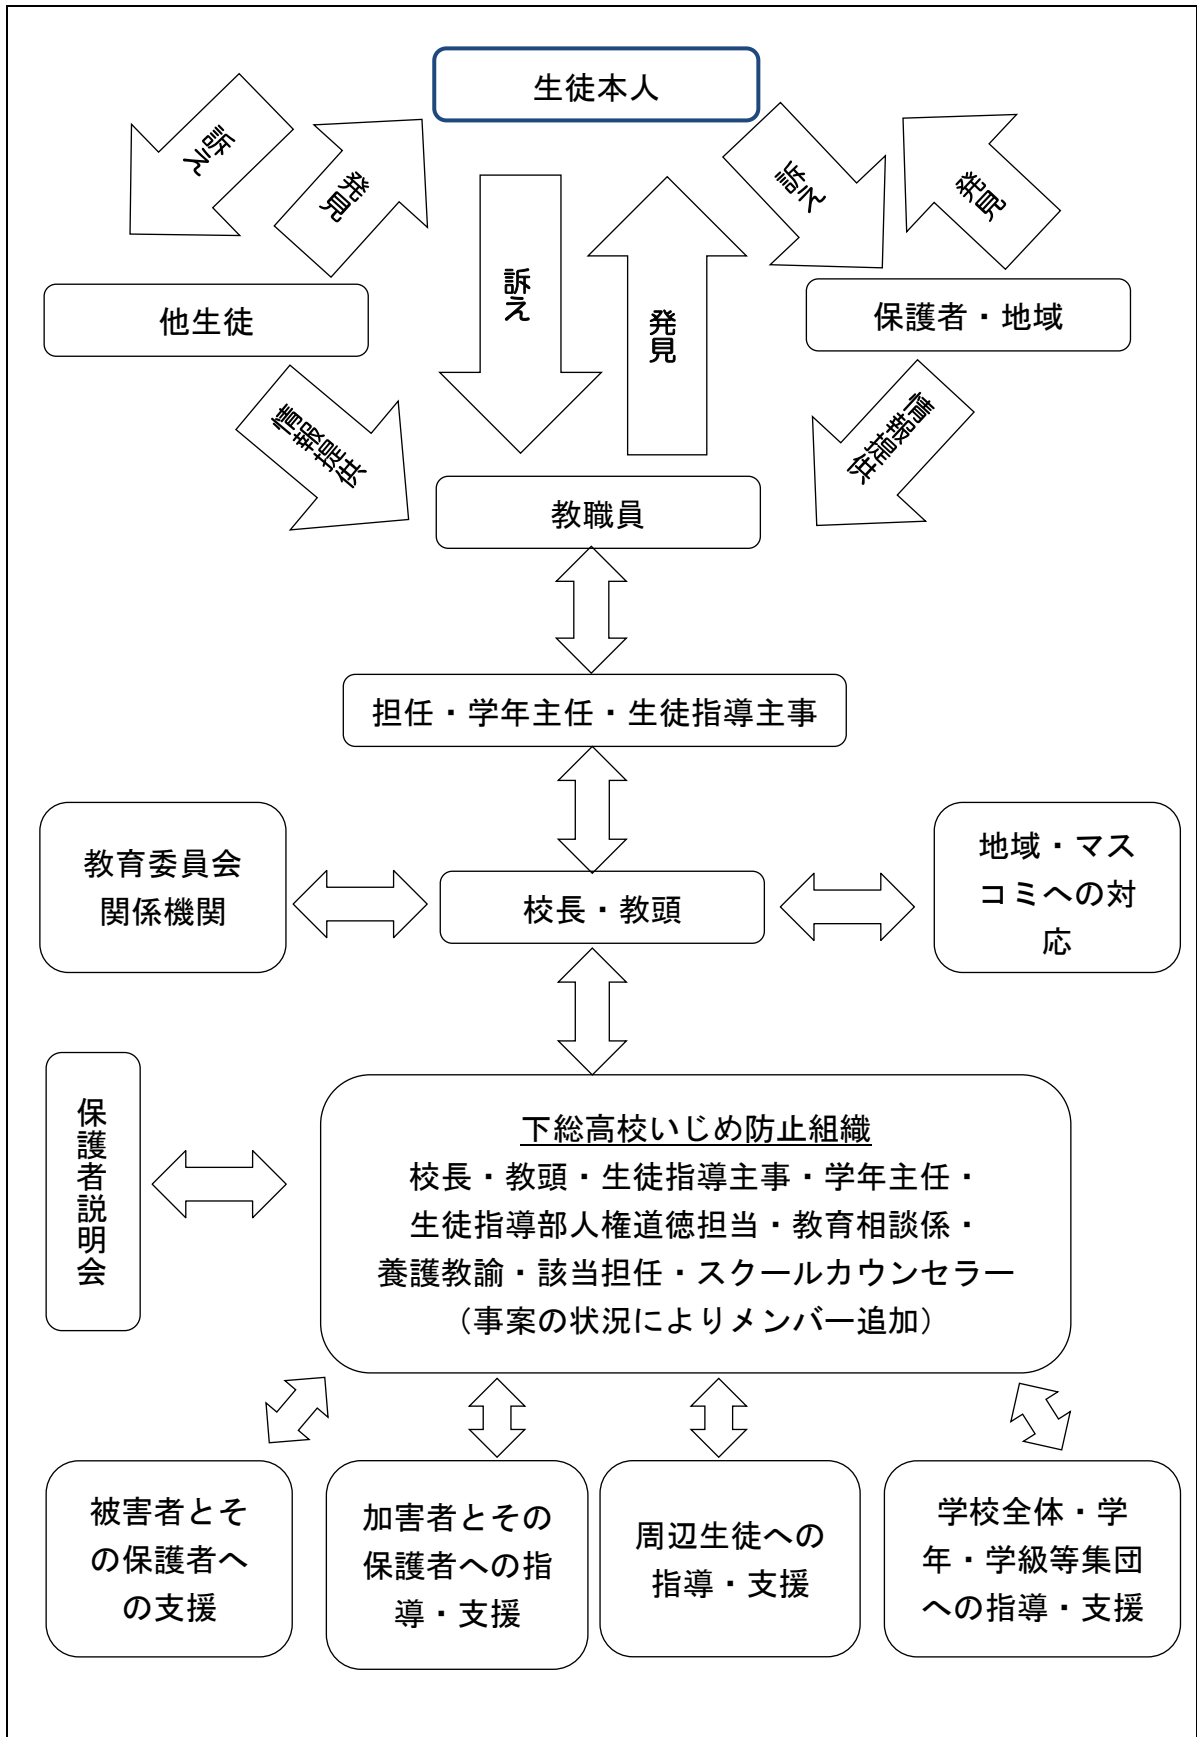 生徒本人
訴え
発見
訴え
発見
訴え
発見
他生徒
保護者・地域
情報提供
情報提供
教職員
担任・学年主任・生徒指導主事
教育委員会
関係機関
校長・教頭
地域・マス
コミへの対
応
保護者説明会
下総高校いじめ防止組織
校長・教頭・生徒指導主事・学年主任・
生徒指導部人権道徳担当・教育相談係・
養護教諭・該当担任・スクールカウンセラー
（事案の状況によりメンバー追加）
被害者とそ
の保護者へ
の支援
加害者とその
保護者への指
導・支援
周辺生徒への
指導・支援
学校全体・学
年・学級等集団
への指導・支援